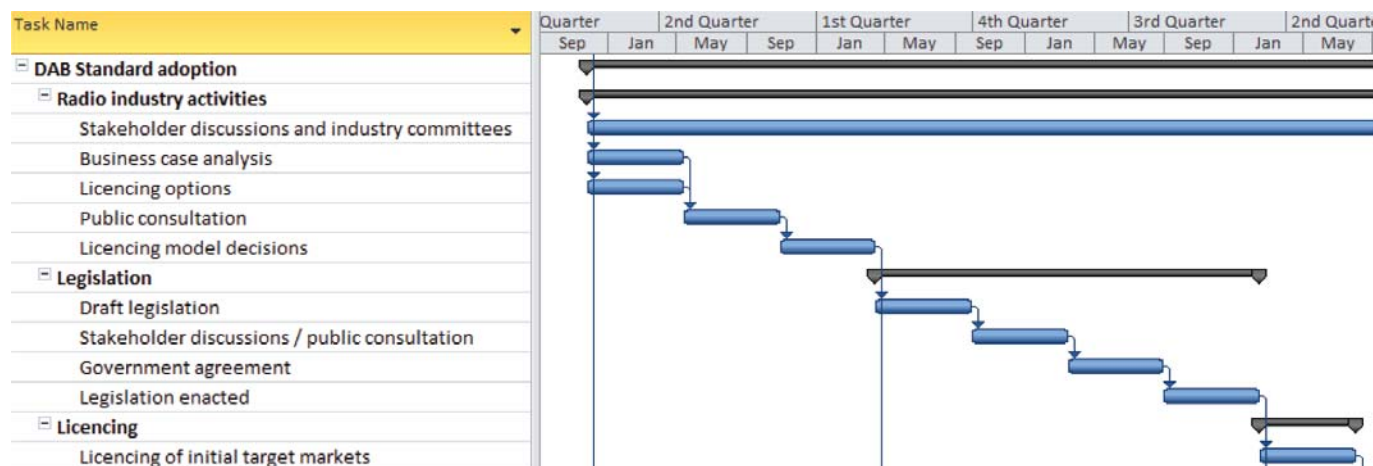 Task Name
Quarter 2nd Quarter 1st Quarter 4th Quarter 3rd Quarter 2nd Quarte
Sep Jan May Sep Jan May Sep Jan May Sep Jan May
DAB Standard adoption
Radio industry activities
Stakeholder discussions and industry committees
Business case analysis
Licencing options
Public consultation
Licencing model decisions
Legislation
Draft legislation
Stakeholder discussions / public consultation
Government agreement
Legislation enacted
Licencing
Licencing of initial target markets